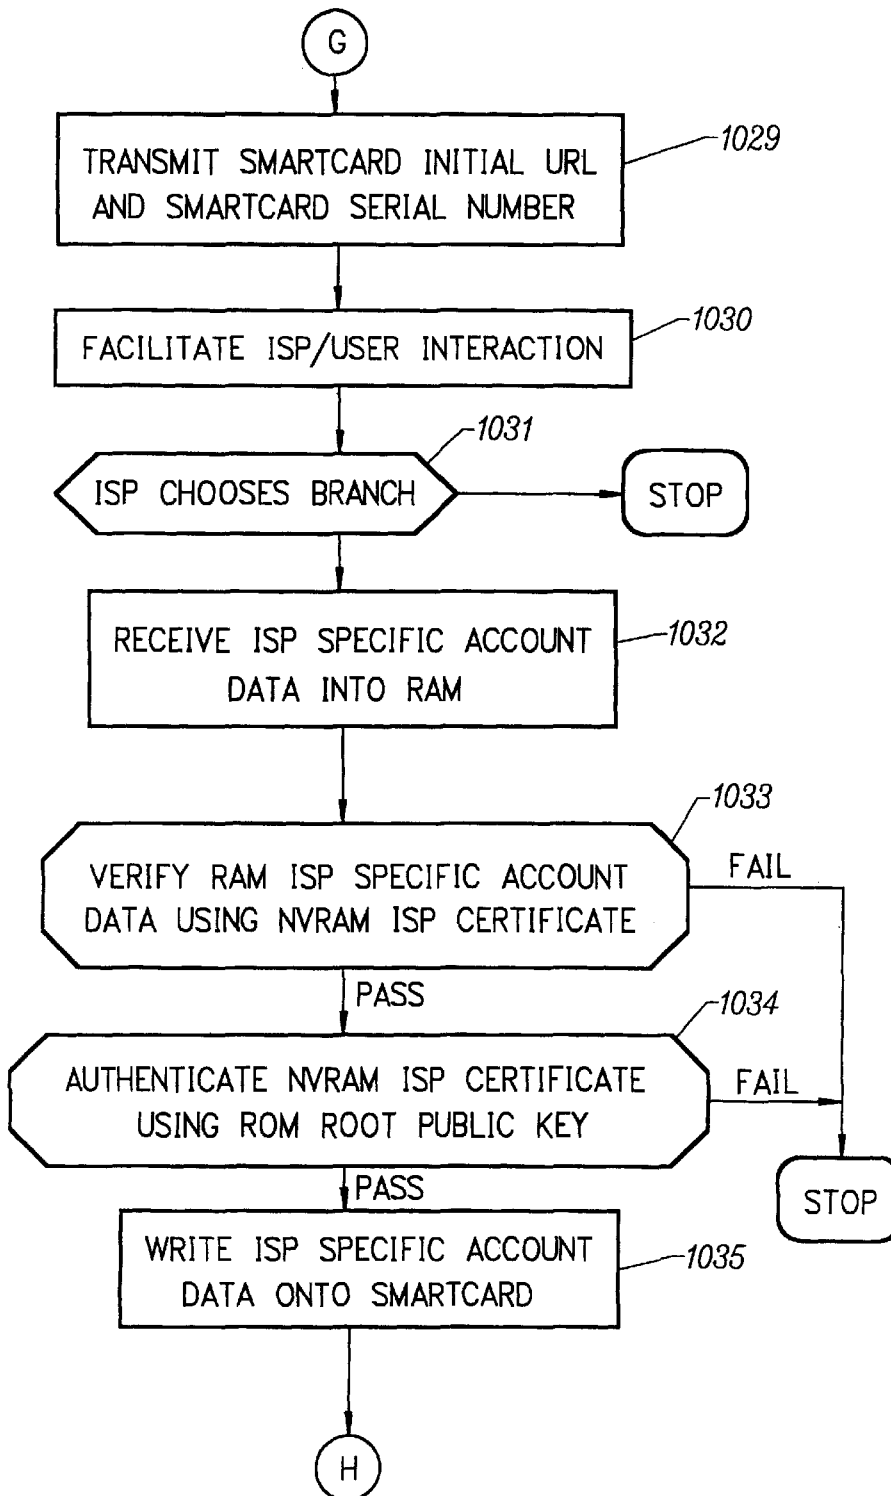 G
1029
TRANSMIT SMARTCARD INITIAL URL
AND SMARTCARD SERIAL NUMBER
1030
FACILITATE ISP/USER INTERACTION
1031
ISP CHOOSES BRANCH
STOP
1032
RECEIVE ISP SPECIFIC ACCOUNT
DATA INTO RAM
1033
VERIFY RAM ISP SPECIFIC ACCOUNT
DATA USING NVRAM ISP CERTIFICATE
FAIL
PASS
1034
AUTHENTICATE NVRAM ISP CERTIFICATE
USING ROM ROOT PUBLIC KEY
FAIL
PASS
STOP
WRITE ISP SPECIFIC ACCOUNT
DATA ONTO SMARTCARD
1035
H